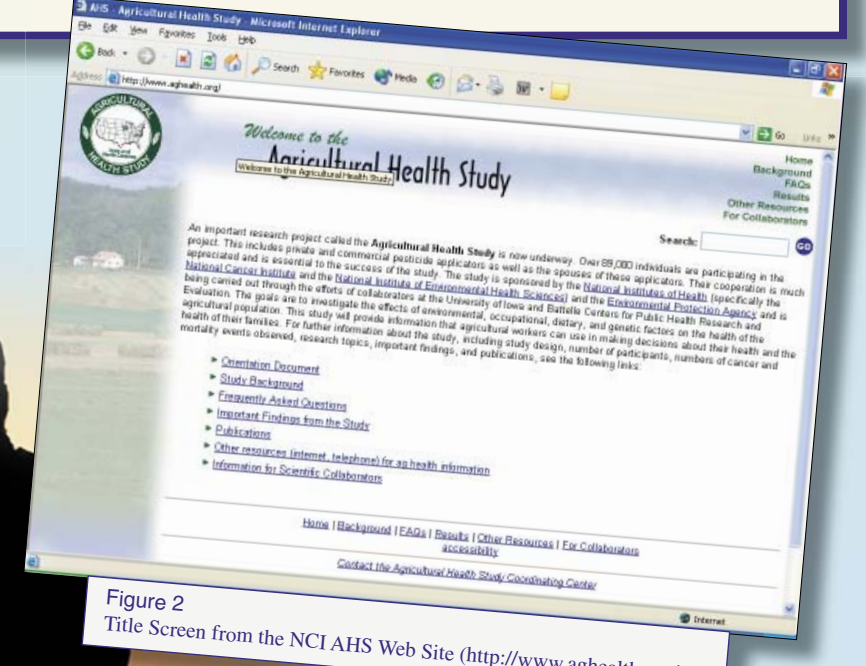 AHS - Agricultural Health Study - Microsoft Internet Explorer
File Edit View Favorites Tools Help
Back Search Favorites Media
Address http://www.aghealth.org/ Go Links »
AGRICULTURAL
HEALTH STUDY
Welcome to the
Agricultural Health Study
Welcome to the Agricultural Health Study
Home
Background
FAQs
Results
Other Resources
For Collaborators
Search: GO
An important research project called the Agricultural Health Study is now underway. Over 89,000 individuals are participating in the
project. This includes private and commercial pesticide applicators as well as the spouses of these applicators. Their cooperation is much
appreciated and is essential to the success of the study. The study is sponsored by the National Institutes of Health (specifically the
National Cancer Institute and the National Institute of Environmental Health Sciences) and the Environmental Protection Agency and is
being carried out through the efforts of collaborators at the University of Iowa and Battelle Centers for Public Health Research and
Evaluation. The goals are to investigate the effects of environmental, occupational, dietary, and genetic factors on the health of the
agricultural population. This study will provide information that agricultural workers can use in making decisions about their health and the
health of their families. For further information about the study, including study design, number of participants, numbers of cancer and
mortality events observed, research topics, important findings, and publications, see the following links:
Orientation Document
Study Background
Frequently Asked Questions
Important Findings from the Study
Publications
Other resources (internet, telephone) for ag health information
Information for Scientific Collaborators
Home | Background | FAQs | Results | Other Resources | For Collaborators
accessibility
Contact the Agricultural Health Study Coordinating Center
Internet
Figure 2
Title Screen from the NCI AHS Web Site (http://www.aghealth